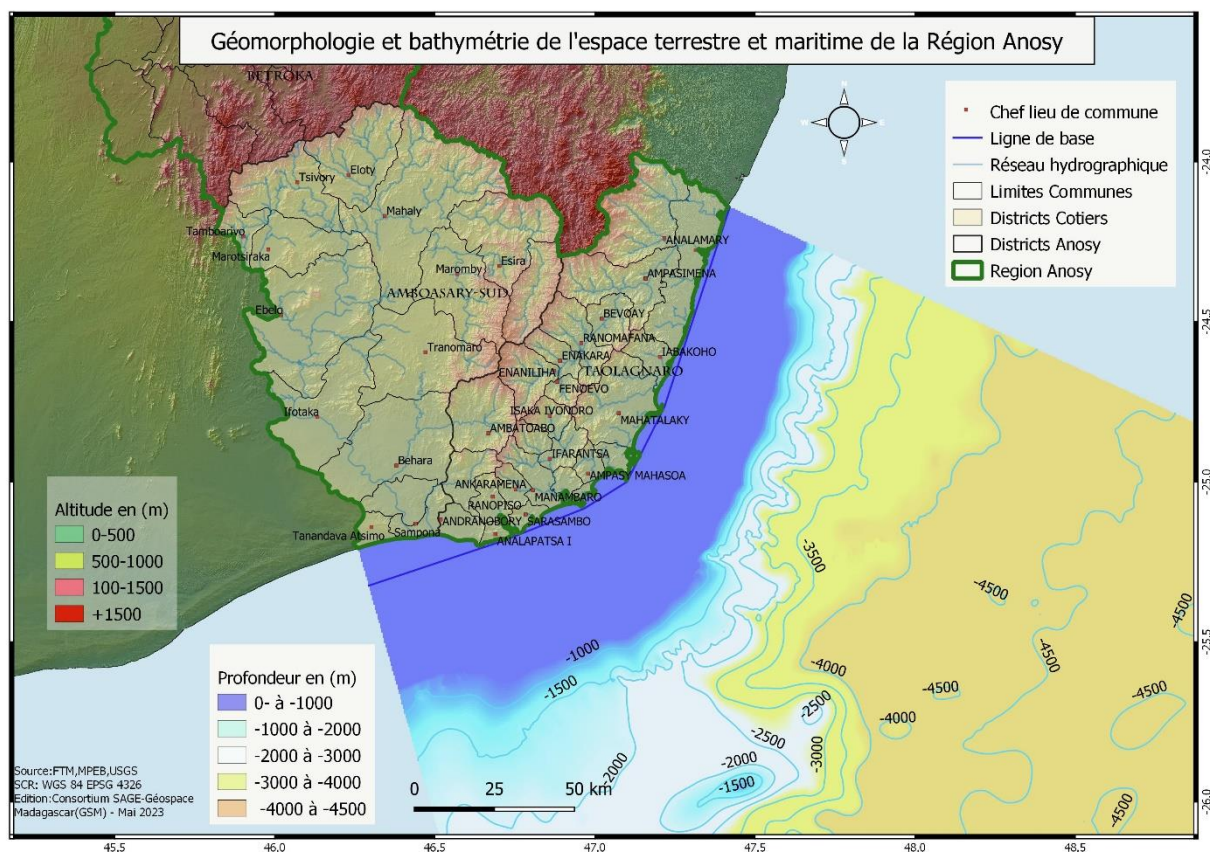 Géomorphologie et bathymétrie de l'espace terrestre et maritime de la Région Anosy
BETROKA
N
W
E
S
Chef lieu de commune
Ligne de base
Réseau hydrographique
Limites Communes
Districts Cotiers
Districts Anosy
Region Anosy
Tsivory
Eloty
Mahaly
Tamboarivo
Marotsiraka
ANALAMARY
Maromby
Esira
AMPASIMENA
AMBOASARY-SUD
Ebelo
BEVOAY
RANOMAFANA
Tranomaro
ENAKARA
IABAKOHO
ENANILIHA
TAOLAGNARO
FENOEVO
Ifotaka
ISAKA IVONDRO
MAHATALAKY
AMBATOABO
Behara
IFARANTSA
ANKARAMENA
AMPASY MAHASOA
MANAMBARO
RANOPISO
Tanandava Atsimo
Sampona
ANDRANOBORY
SARASAMBO
ANALAPATSA I
Altitude en (m)
0-500
500-1000
100-1500
+1500
Profondeur en (m)
0- à -1000
-1000 à -2000
-2000 à -3000
-3000 à -4000
-4000 à -4500
-3500
-4500
-4500
-1000
-1500
-4000
-4500
-4500
-4500
-2500
-4000
-2500
-3000
-2000
-2000
-1500
-4500
Source:FTM,MPEB,USGS
SCR: WGS 84 EPSG 4326
Edition:Consortium SAGE-Géospace
Madagascar(GSM) - Mai 2023
0 25 50 km
-24.0
-24.5
-25.0
-25.5
-26.0
45.5 46.0 46.5 47.0 47.5 48.0 48.5